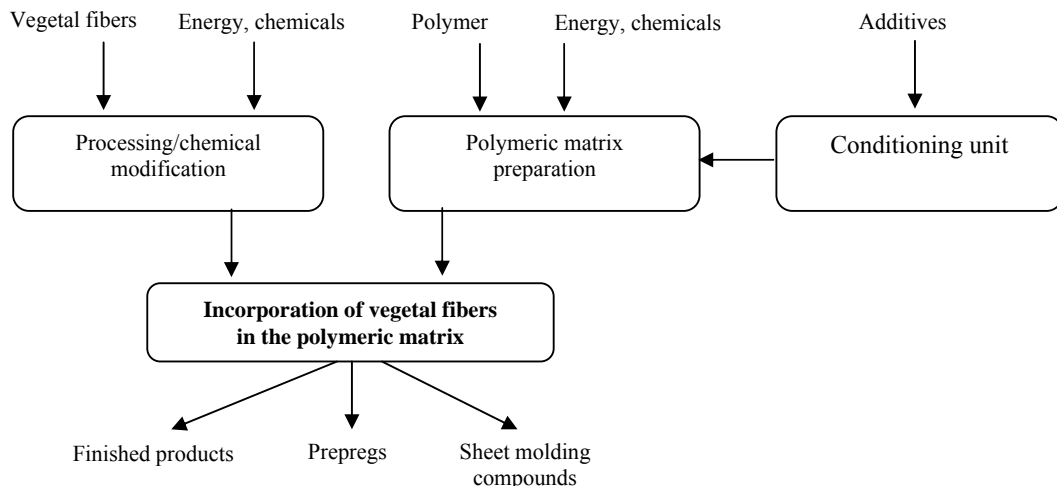 Vegetal fibers
Energy, chemicals
Polymer
Energy, chemicals
Additives
Processing/chemical
modification
Polymeric matrix
preparation
Conditioning unit
Incorporation of vegetal fibers
in the polymeric matrix
Finished products
Prepregs
Sheet molding
compounds